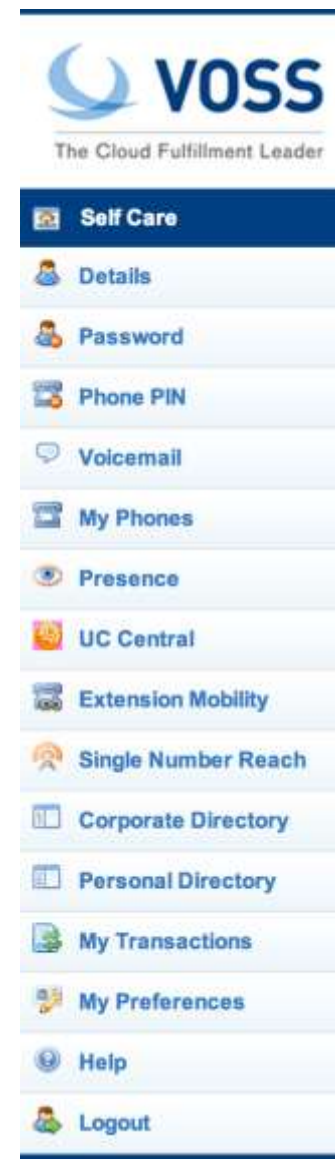 VOSS
The Cloud Fulfillment Leader
Self Care
Details
Password
Phone PIN
Voicemail
My Phones
Presence
UC Central
Extension Mobility
Single Number Reach
Corporate Directory
Personal Directory
My Transactions
My Preferences
Help
Logout